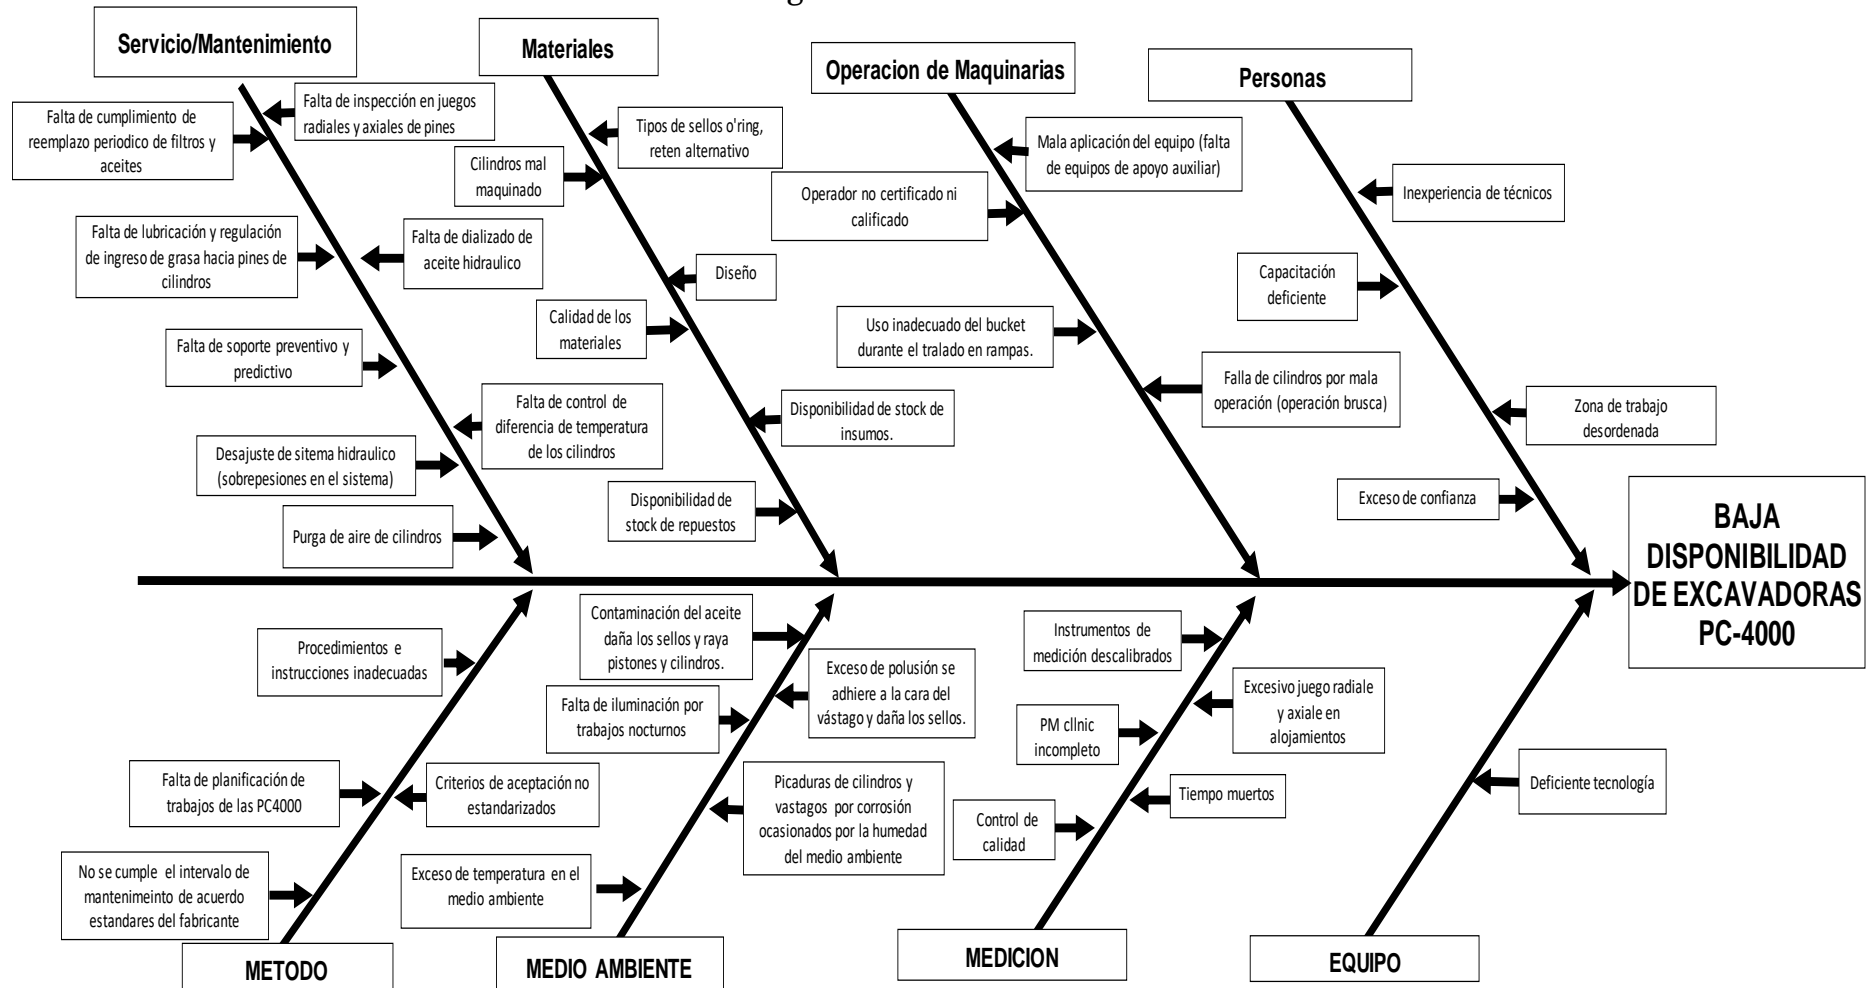 Servicio/Mantenimiento
Falta de inspección en juegos
radiales y axiales de pines
Falta de cumplimiento de
reemplazo periodico de filtros y
aceites
Falta de lubricación y regulación
de ingreso de grasa hacia pines de
cilindros
Falta de dializado de
aceite hidraulico
Falta de soporte preventivo y
predictivo
Falta de control de
diferencia de temperatura
de los cilindros
Desajuste de sitema hidraulico
(sobrepesiones en el sistema)
Purga de aire de cilindros
Materiales
Tipos de sellos o'ring,
reten alternativo
Cilindros mal
maquinado
Diseño
Calidad de los
materiales
Disponibilidad de stock de
insumos.
Disponibilidad de
stock de repuestos
Operacion de Maquinarias
Mala aplicación del equipo (falta
de equipos de apoyo auxiliar)
Operador no certificado ni
calificado
Uso inadecuado del bucket
durante el tralado en rampas.
Falla de cilindros por mala
operación (operación brusca)
Personas
Inexperiencia de técnicos
Capacitación
deficiente
Zona de trabajo
desordenada
Exceso de confianza
BAJA
DISPONIBILIDAD
DE EXCAVADORAS
PC-4000
Procedimientos e
instrucciones inadecuadas
Falta de planificación de
trabajos de las PC4000
Criterios de aceptación no
estandarizados
No se cumple el intervalo de
mantenimeinto de acuerdo
estandares del fabricante
METODO
Contaminación del aceite
daña los sellos y raya
pistones y cilindros.
Exceso de polusión se
adhiere a la cara del
vástago y daña los sellos.
Falta de iluminación por
trabajos nocturnos
Picaduras de cilindros y
vastagos por corrosión
ocasionados por la humedad
del medio ambiente
Exceso de temperatura en el
medio ambiente
MEDIO AMBIENTE
Instrumentos de
medición descalibrados
Excesivo juego radiale
y axiale en
alojamientos
PM cllnic
incompleto
Tiempo muertos
Control de
calidad
MEDICION
Deficiente tecnología
EQUIPO